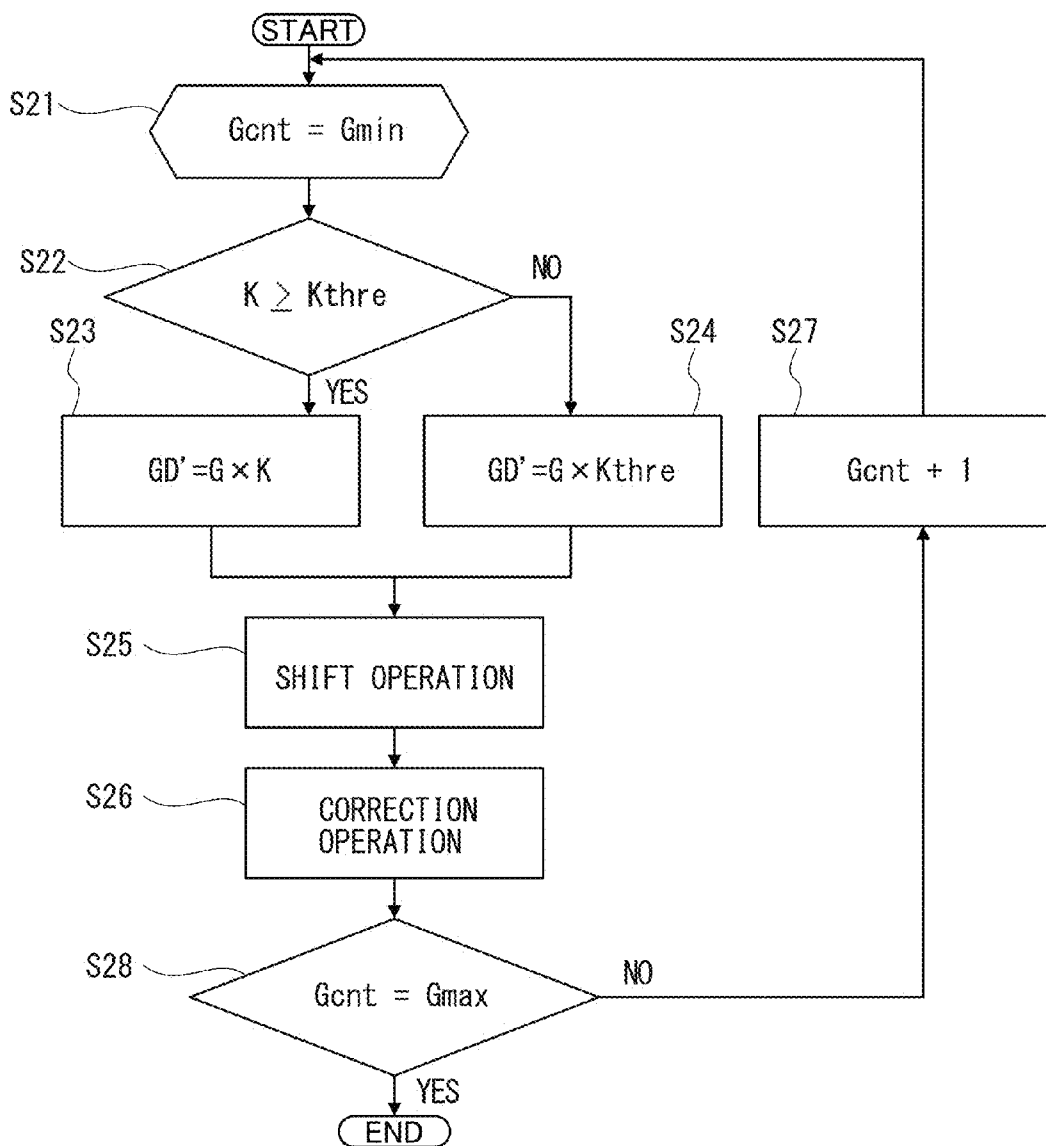 START
S21
Gcnt = Gmin
S22
K ≥ Kthre
NO
S23
YES
S24
S27
GD'=G×K
GD'=G×Kthre
Gcnt + 1
S25
SHIFT OPERATION
S26
CORRECTION
OPERATION
S28
Gcnt = Gmax
NO
YES
END